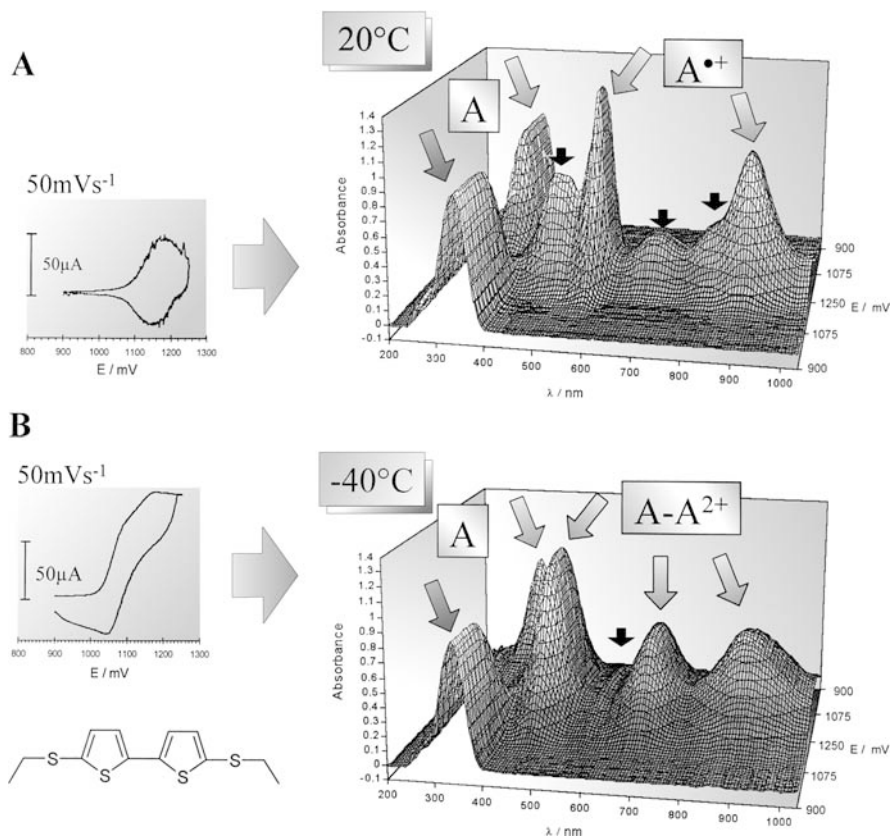 A
50mVs⁻¹
50µA
800 900 1000 1100 1200 1300
E / mV
20°C
A
A•+
Absorbance
1.4
1.3
1.2
1.1
1
0.9
0.8
0.7
0.6
0.5
0.4
0.3
0.2
0.1
0
-0.1
200 300 400 500 600 700 800 900 1000
λ / nm
900
1075
1250
E / mV
1075
900
B
50mVs⁻¹
50µA
800 900 1000 1100 1200 1300
E / mV
-40°C
A
A-A²⁺
Absorbance
1.4
1.3
1.2
1.1
1
0.9
0.8
0.7
0.6
0.5
0.4
0.3
0.2
0.1
0
-0.1
200 300 400 500 600 700 800 900 1000
λ / nm
900
1075
1250
E / mV
1075
900
S S S S